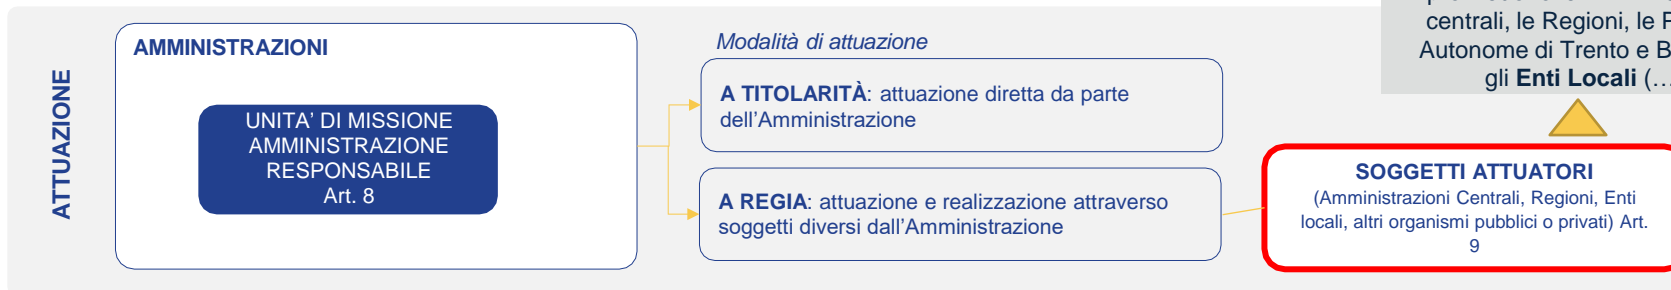 centrali, le Regioni, le
Autonome di Trento e
gli Enti Locali (…
ATTUAZIONE
AMMINISTRAZIONI
UNITA’ DI MISSIONE
AMMINISTRAZIONE
RESPONSABILE
Art. 8
Modalità di attuazione
A TITOLARITÀ: attuazione diretta da parte
dell’Amministrazione
A REGIA: attuazione e realizzazione attraverso
soggetti diversi dall’Amministrazione
SOGGETTI ATTUATORI
(Amministrazioni Centrali, Regioni, Enti
locali, altri organismi pubblici o privati) Art.
9